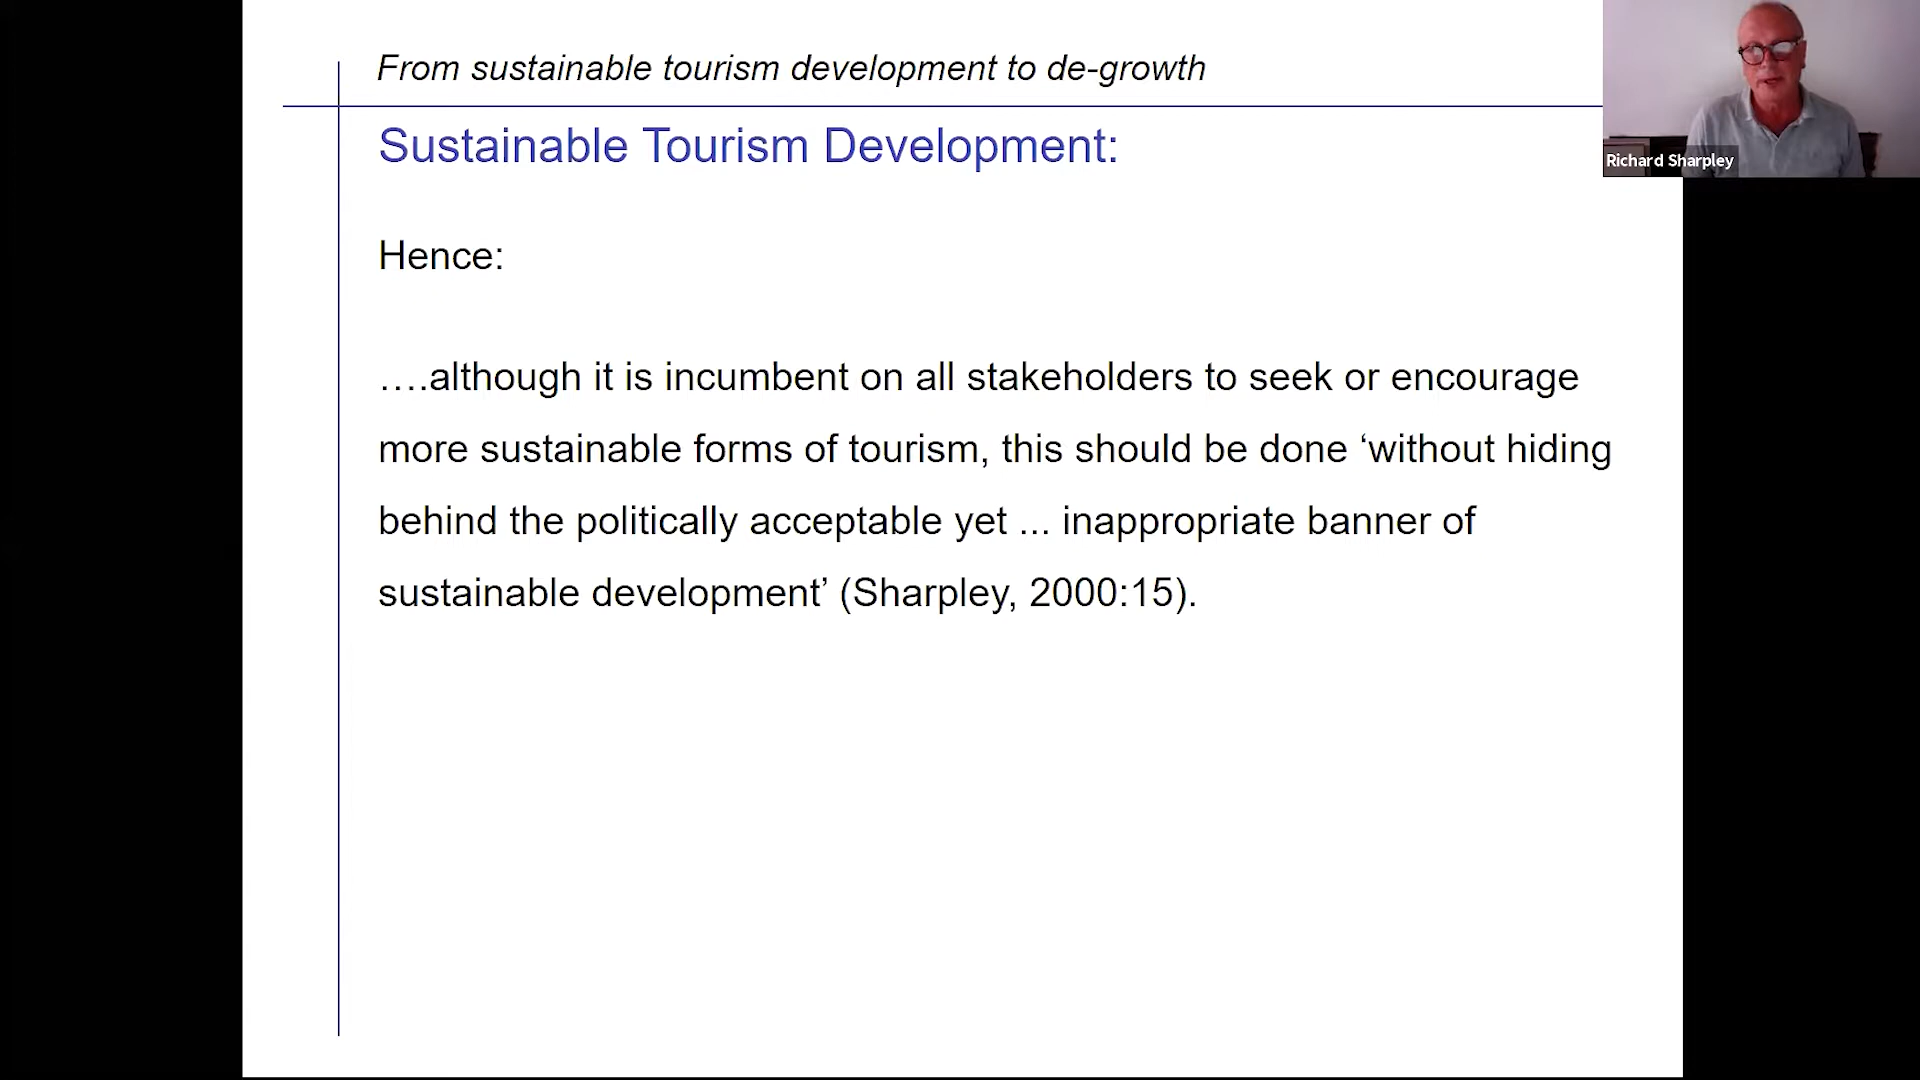 From sustainable tourism development to de-growth
Sustainable Tourism Development:
Hence:
….although it is incumbent on all stakeholders to seek or encourage
more sustainable forms of tourism, this should be done ‘without hiding
behind the politically acceptable yet ... inappropriate banner of
sustainable development’ (Sharpley, 2000:15).
Richard Sharpley